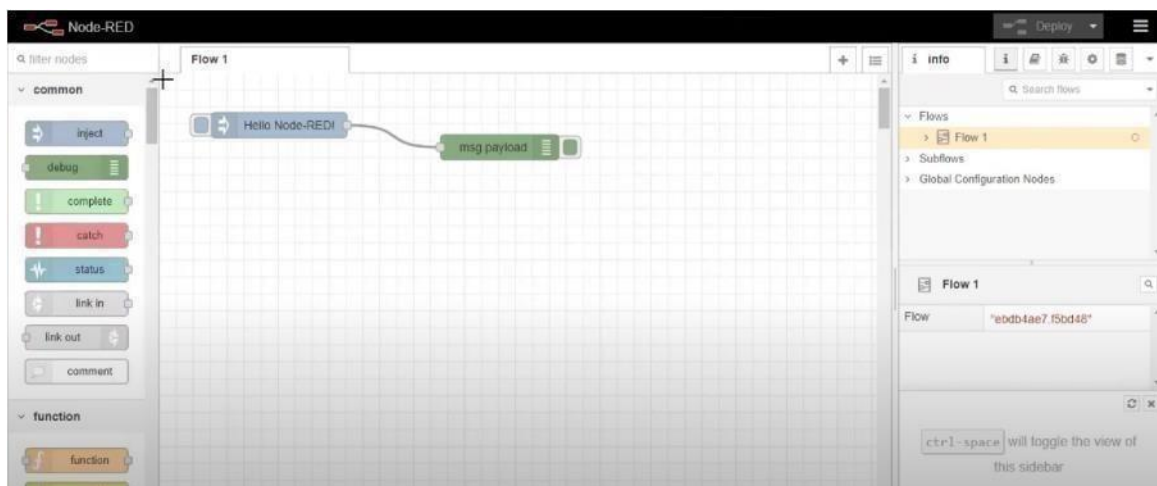 Node-RED
Deploy
filter nodes
Flow 1
i info
common
Search flows
inject
Hello Node-RED!
Flows
Flow 1
debug
msg.payload
Subflows
complete
Global Configuration Nodes
catch
status
link in
Flow 1
link out
Flow "ebdb4ae7.f5bd48"
comment
function
ctrl-space will toggle the view of
this sidebar
function